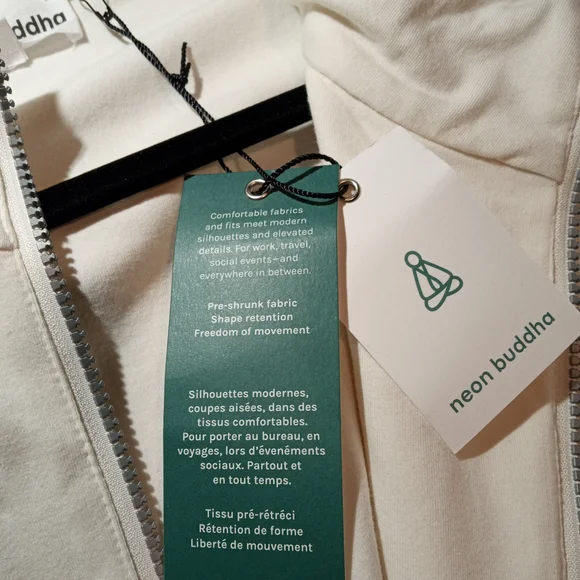 ddha
Comfortable fabrics
and fits meet modern
silhouettes and elevated
details. For work, travel,
social events—and
everywhere in between.
Pre-shrunk fabric
Shape retention
Freedom of movement
Silhouettes modernes,
coupes aisées, dans des
tissus comfortables.
Pour porter au bureau, en
voyages, lors d'évenéments
sociaux. Partout et
en tout temps.
Tissu pré-rétréci
Rétention de forme
Liberté de mouvement
neon buddha